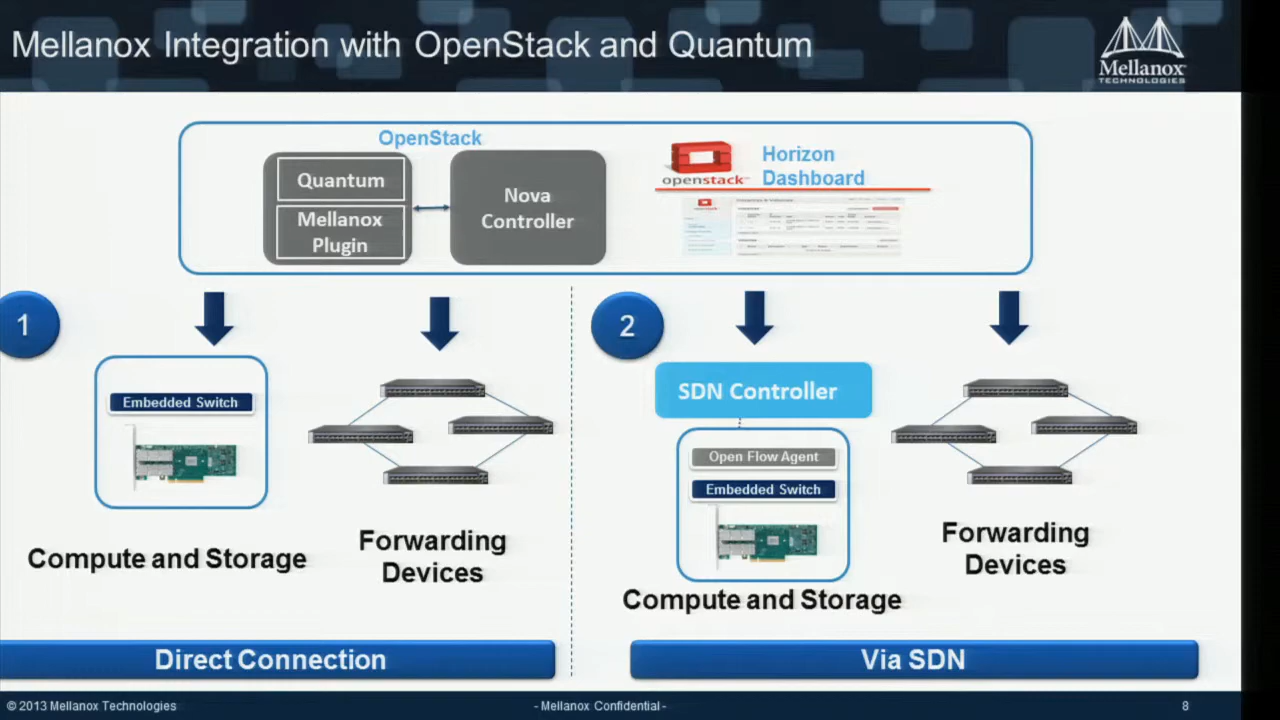 Mellanox Integration with OpenStack and Quantum
Mellanox
TECHNOLOGIES
OpenStack
Quantum
Mellanox
Plugin
Nova
Controller
openstack
Horizon
Dashboard
1
2
Embedded Switch
Compute and Storage
Forwarding
Devices
SDN Controller
Open Flow Agent
Embedded Switch
Compute and Storage
Forwarding
Devices
Direct Connection
Via SDN
© 2013 Mellanox Technologies
- Mellanox Confidential -
8